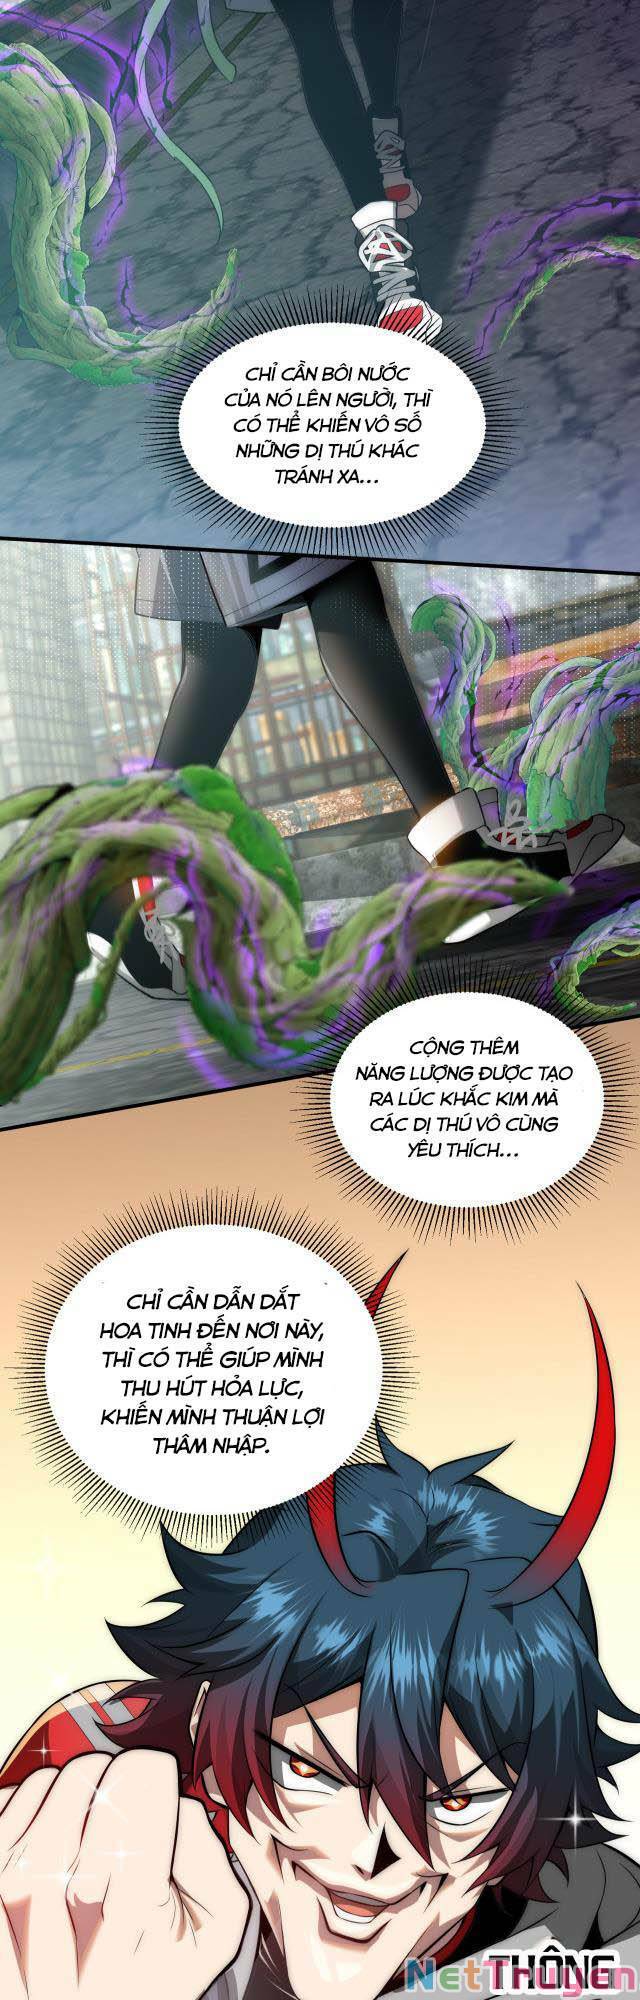 CHỈ CẦN BÔI NƯỚC
CỦA NÓ LÊN NGƯỜI, THÌ
CÓ THỂ KHIẾN VÔ SỐ
NHỮNG DỊ THÚ KHÁC
TRÁNH XA...
CỘNG THÊM
NĂNG LƯỢNG ĐƯỢC TẠO
RA LÚC KHẮC KIM MÀ
CÁC DỊ THÚ VÔ CÙNG
YÊU THÍCH...
CHỈ CẦN DẪN DẮT
HOA TINH ĐẾN NƠI NÀY,
THÌ CÓ THỂ GIÚP MÌNH
THU HÚT HỎA LỰC,
KHIẾN MÌNH THUẬN LỢI
THÂM NHẬP.
THÔNG
NetTruyen